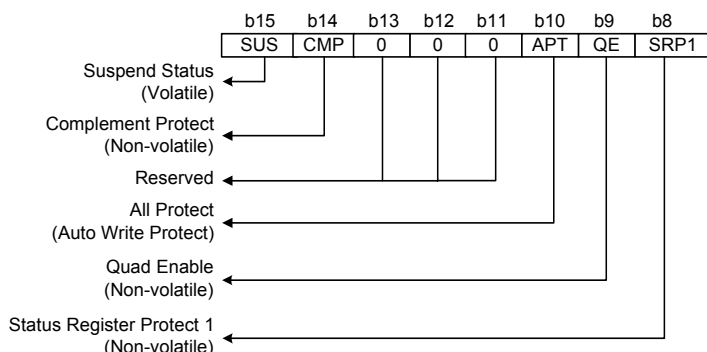 b15 b14 b13 b12 b11 b10 b9 b8
SUS CMP 0 0 0 APT QE SRP1
Suspend Status
(Volatile)
Complement Protect
(Non-volatile)
Reserved
All Protect
(Auto Write Protect)
Quad Enable
(Non-volatile)
Status Register Protect 1
(Non-volatile)